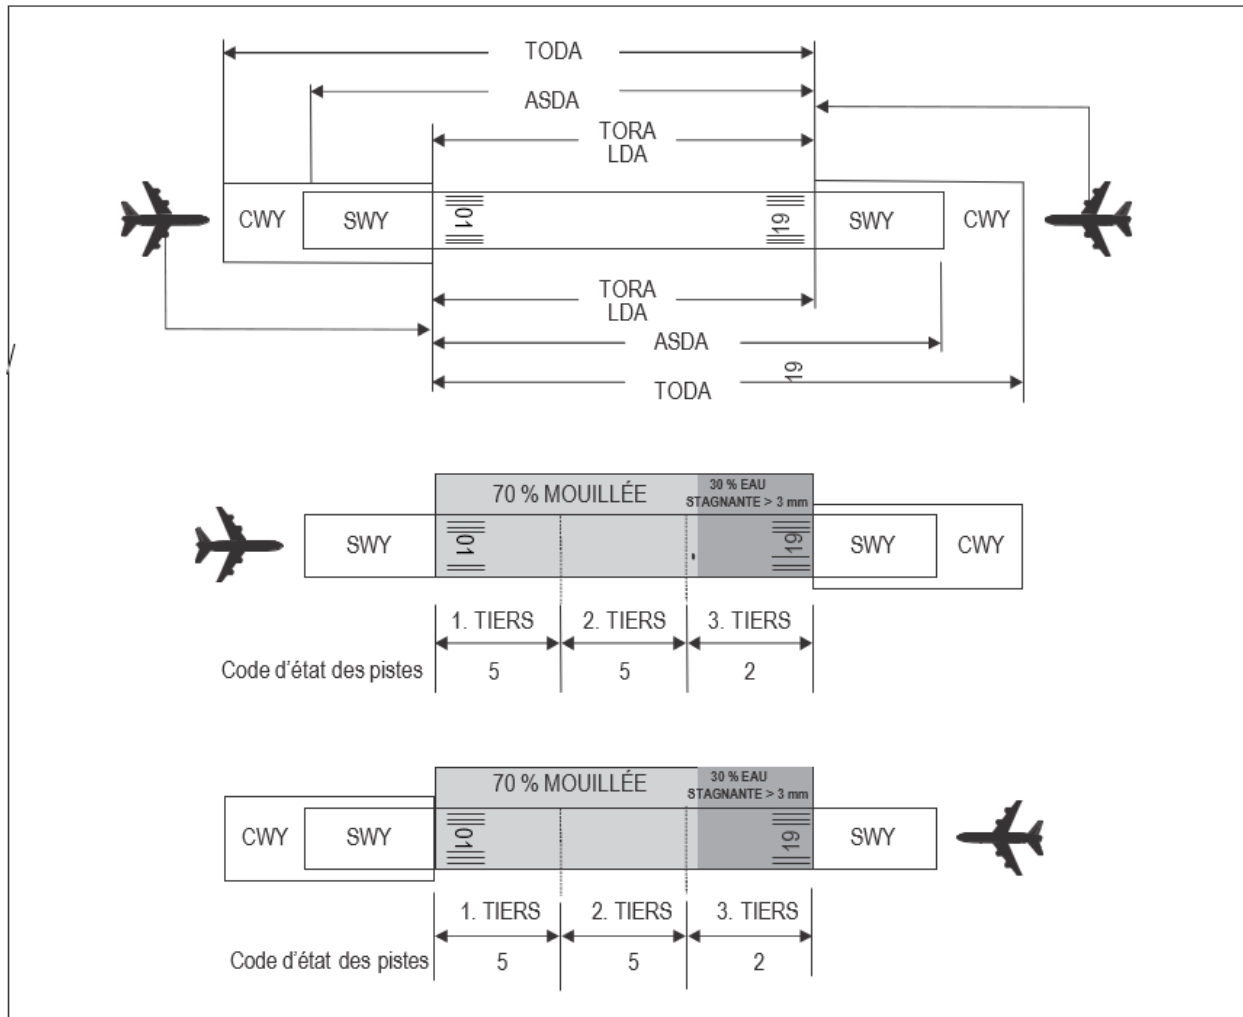 TODA
ASDA
TORA
LDA
CWY SWY 01 19 SWY CWY
TORA
LDA
ASDA
19
TODA
70 % MOUILLÉE 30 % EAU
STAGNANTE > 3 mm
SWY 01 19 SWY CWY
1. TIERS 2. TIERS 3. TIERS
Code d'état des pistes 5 5 2
70 % MOUILLÉE 30 % EAU
STAGNANTE > 3 mm
CWY SWY 01 19 SWY
1. TIERS 2. TIERS 3. TIERS
Code d'état des pistes 5 5 2